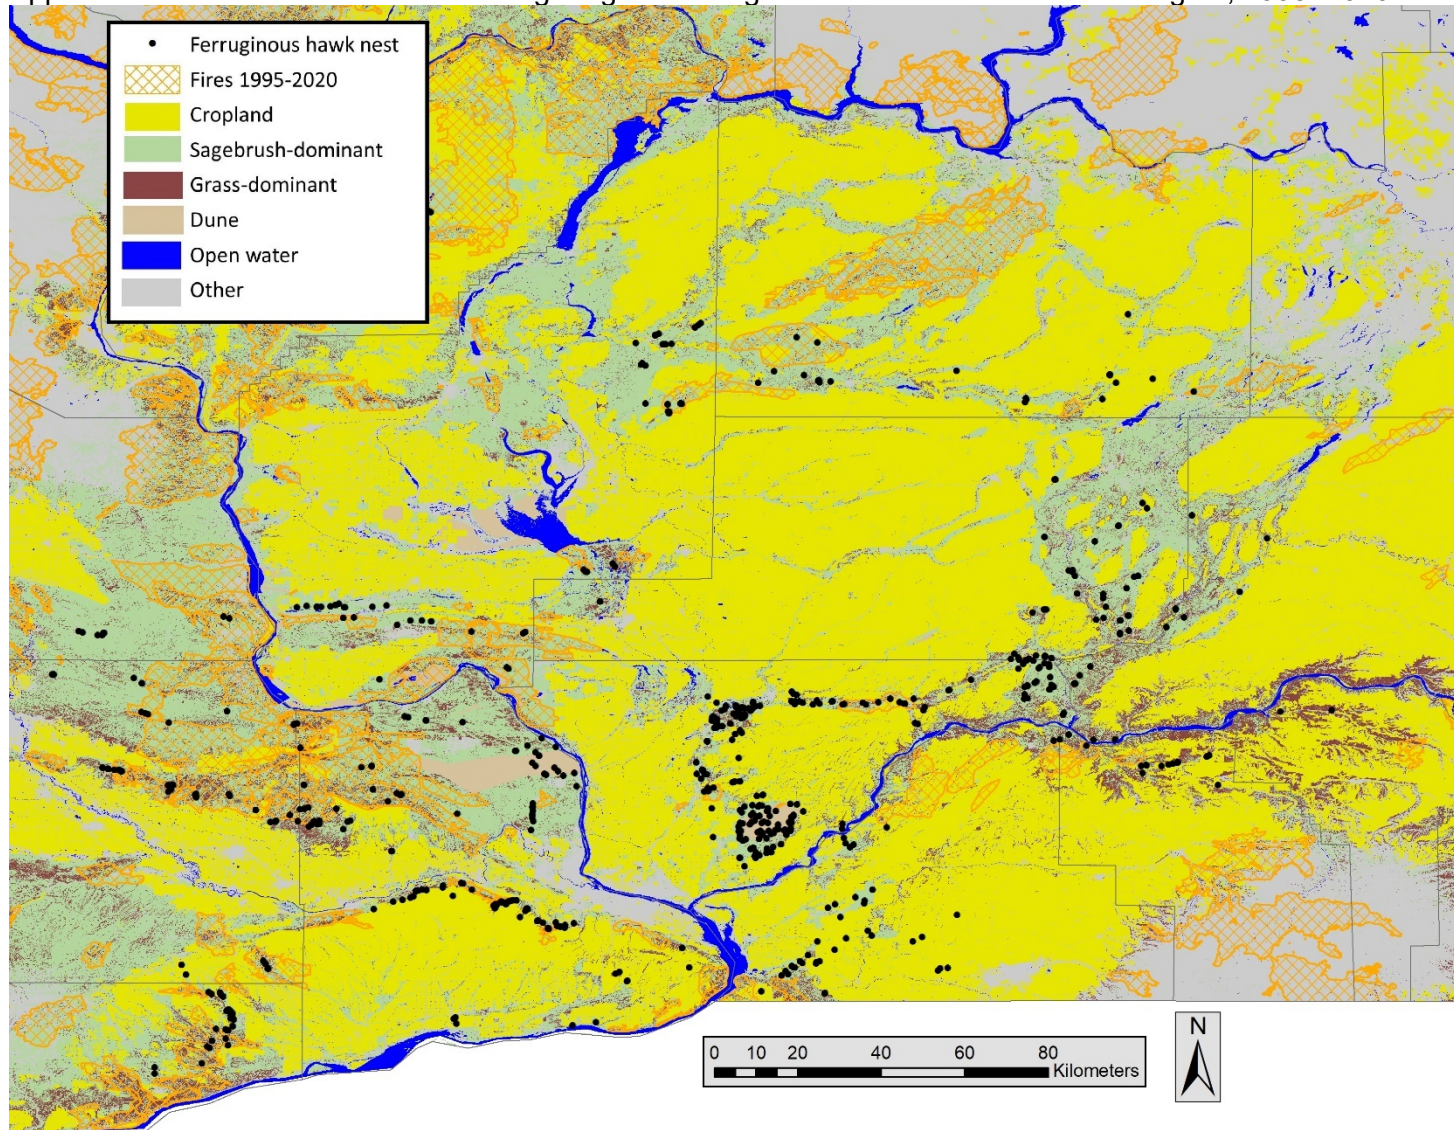 Ferruginous hawk nest
Fires 1995-2020
Cropland
Sagebrush-dominant
Grass-dominant
Dune
Open water
Other
N
0 10 20 40 60 80
Kilometers